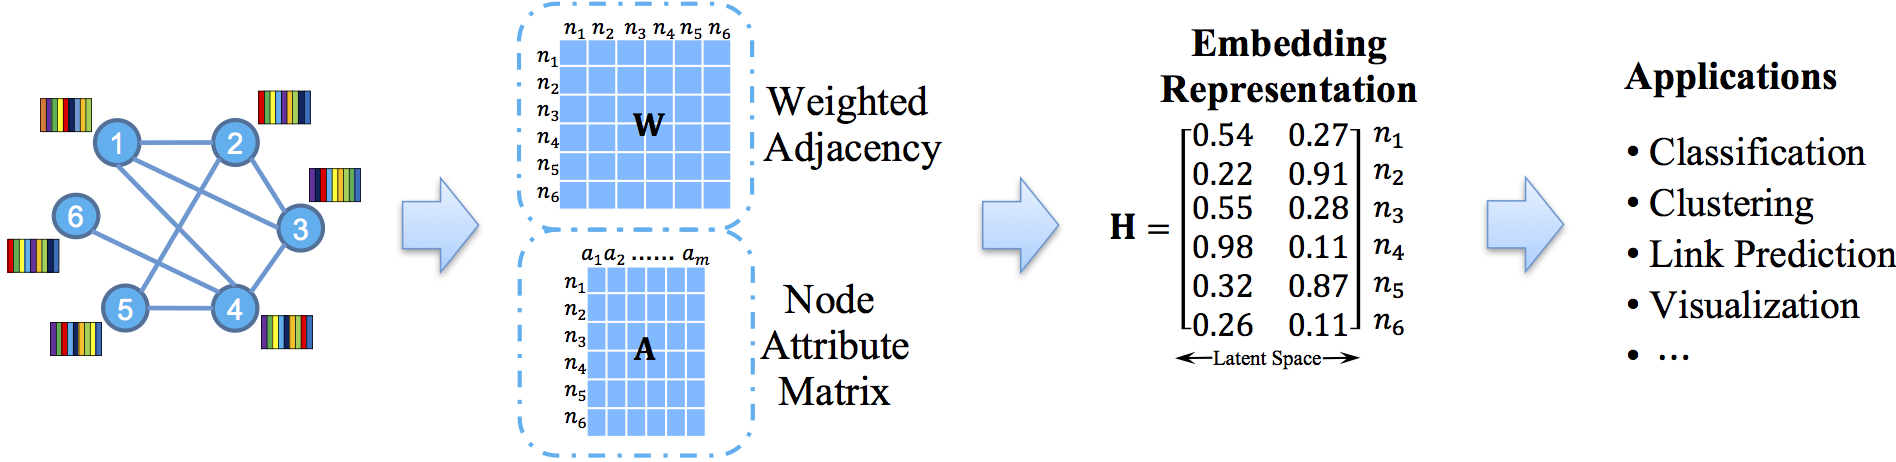 1
2
3
4
5
6
n1 n2 n3 n4 n5 n6
n1
n2
n3
n4
n5
n6
W
Weighted
Adjacency
a1 a2 ...... am
n1
n2
n3
n4
n5
n6
A
Node
Attribute
Matrix
Embedding
Representation
H =
0.54 0.27 n1
0.22 0.91 n2
0.55 0.28 n3
0.98 0.11 n4
0.32 0.87 n5
0.26 0.11 n6
Latent Space
Applications
• Classification
• Clustering
• Link Prediction
• Visualization
• ...